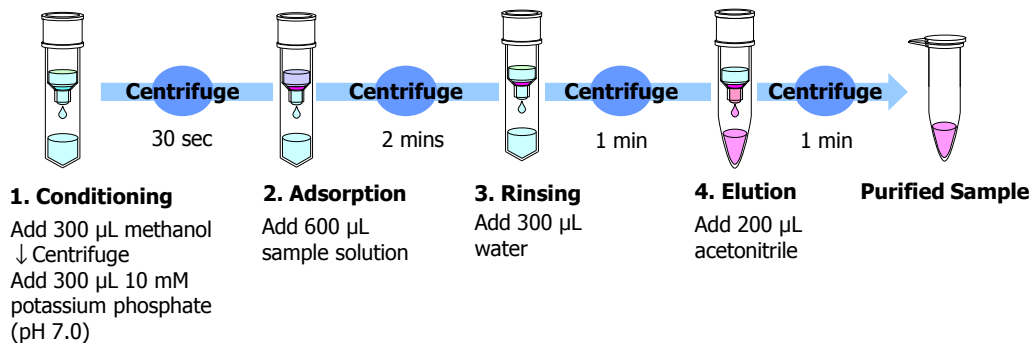 Centrifuge
30 sec
Centrifuge
2 mins
Centrifuge
1 min
Centrifuge
1 min
1. Conditioning
Add 300 µL methanol
↓ Centrifuge
Add 300 µL 10 mM
potassium phosphate
(pH 7.0)
2. Adsorption
Add 600 µL
sample solution
3. Rinsing
Add 300 µL
water
4. Elution
Add 200 µL
acetonitrile
Purified Sample